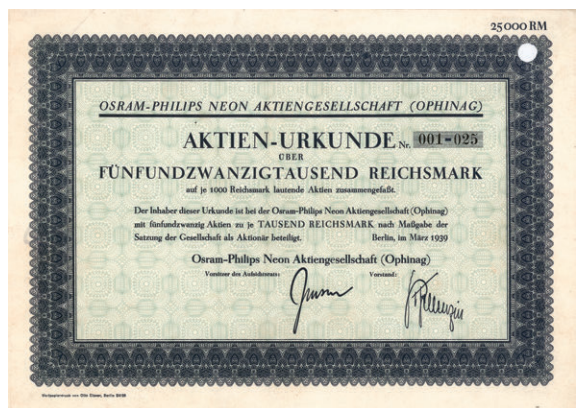 25000 RM
OSRAM-PHILIPS NEON AKTIENGESELLSCHAFT (OPHINAG)
AKTIEN-URKUNDE Nr. 001-025
ÜBER
FÜNFUNDZWANZIGTAUSEND REICHSMARK
auf je 1000 Reichsmark lautende Aktien zusammengefaßt.
Der Inhaber dieser Urkunde ist bei der Osram-Philips Neon Aktiengesellschaft (Ophinag)
mit fünfundzwanzig Aktien zu je TAUSEND REICHSMARK nach Maßgabe der
Satzung der Gesellschaft als Aktionär beteiligt. Berlin, im März 1939
Osram-Philips Neon Aktiengesellschaft (Ophinag)
Vorsitzer des Aufsichtsrats: Vorstand: